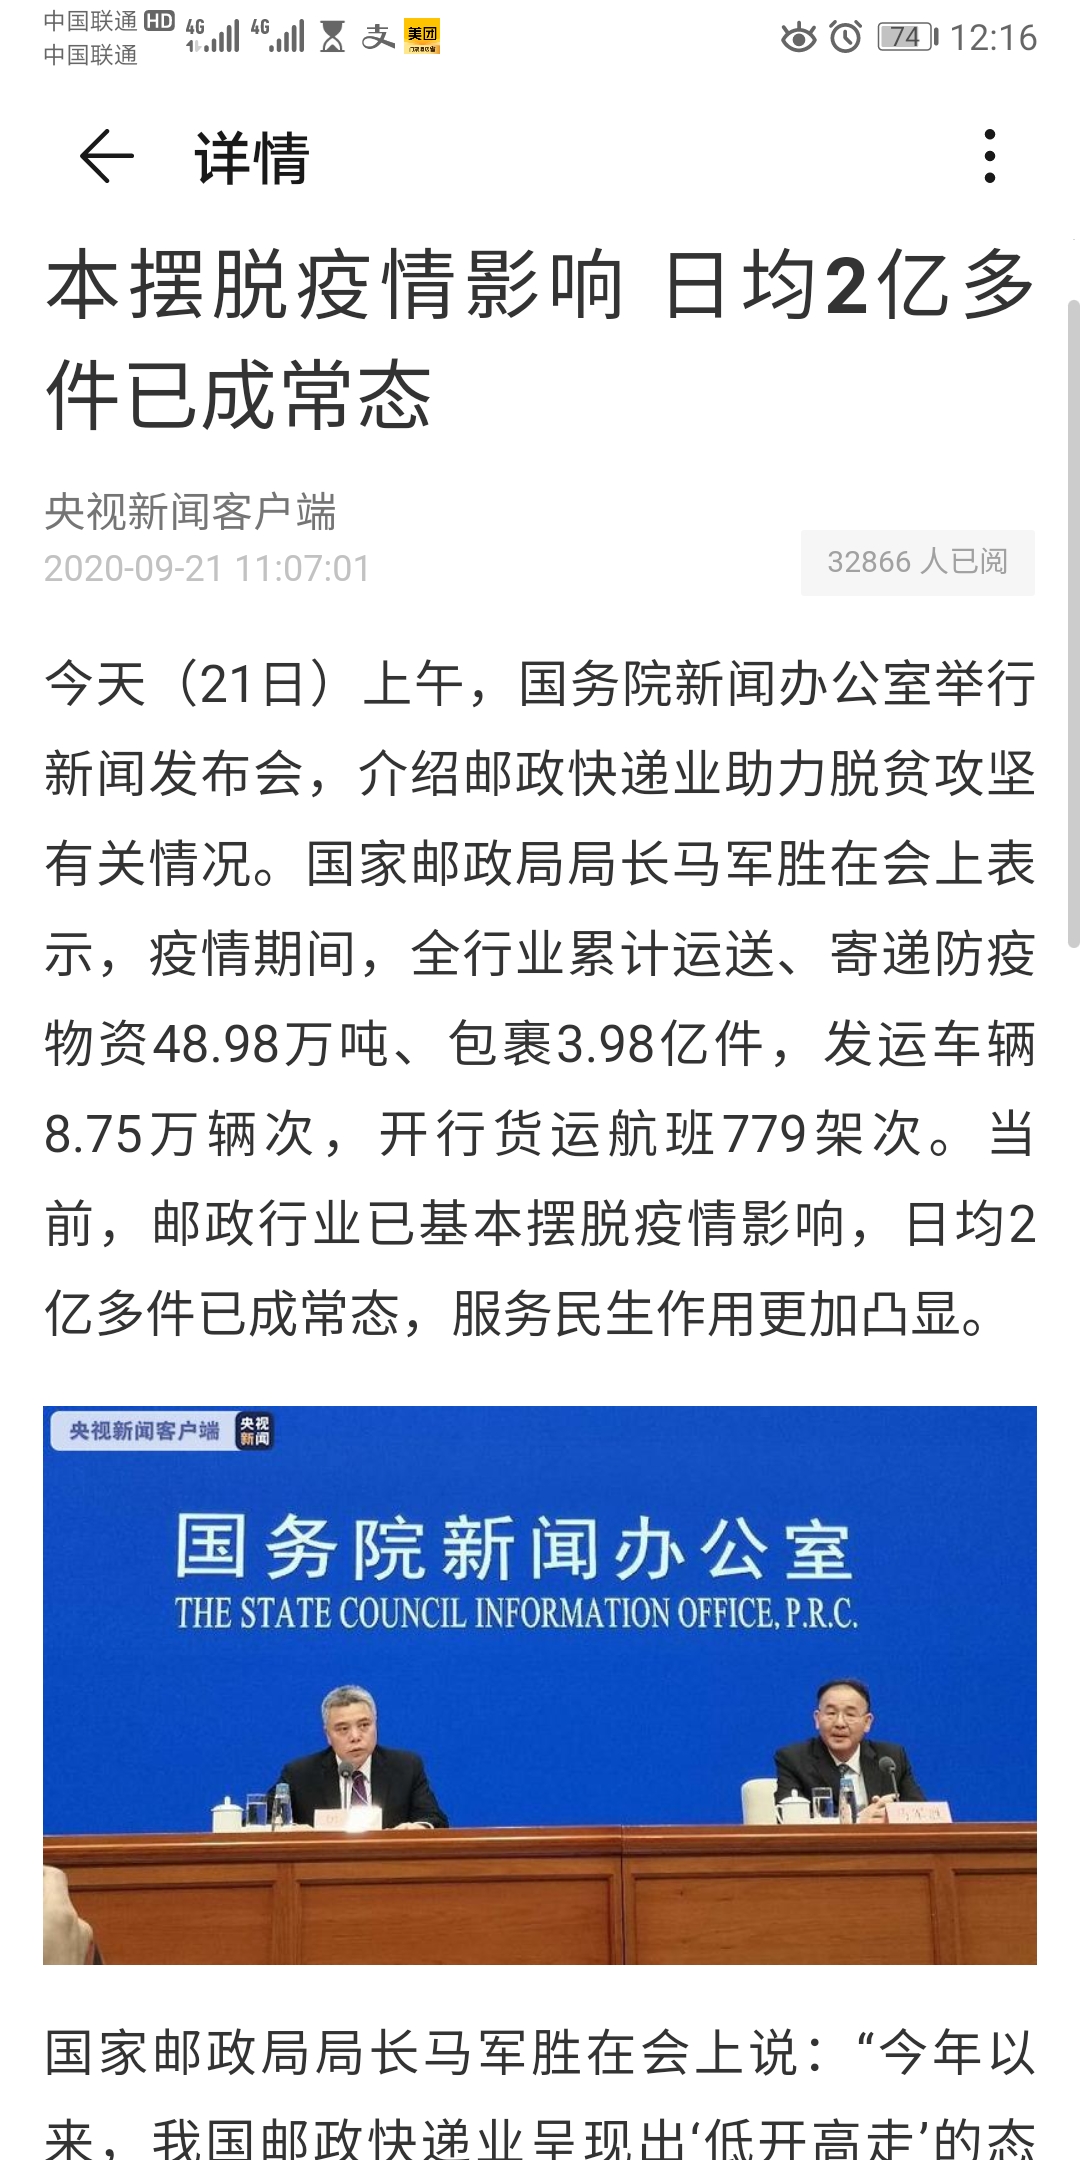 中国联通 HD 4G 4G 支 美团 74 12:16
中国联通
详情
本摆脱疫情影响 日均2亿多
件已成常态
央视新闻客户端
2020-09-21 11:07:01
32866 人已阅
今天（21日）上午，国务院新闻办公室举行
新闻发布会，介绍邮政快递业助力脱贫攻坚
有关情况。国家邮政局局长马军胜在会上表
示，疫情期间，全行业累计运送、寄递防疫
物资48.98万吨、包裹3.98亿件，发运车辆
8.75万辆次，开行货运航班779架次。当
前，邮政行业已基本摆脱疫情影响，日均2
亿多件已成常态，服务民生作用更加凸显。
央视新闻客户端 央视
新闻
国务院新闻办公室
THE STATE COUNCIL INFORMATION OFFICE, P.R.C.
国家邮政局局长马军胜在会上说：“今年以
来，我国邮政快递业呈现出‘低开高走’的态